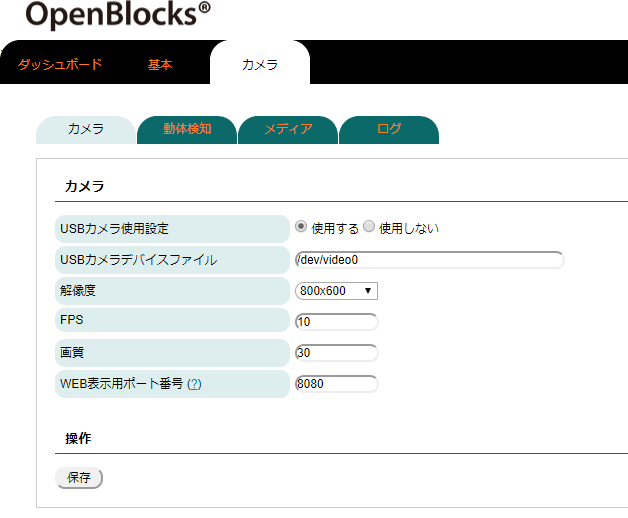 OpenBlocks®
ダッシュボード 基本 カメラ
カメラ 動体検知 メディア ログ
カメラ
USBカメラ使用設定 使用する 使用しない
USBカメラデバイスファイル /dev/video0
解像度 800x600
FPS 10
画質 30
WEB表示用ポート番号 (?) 8080
操作
保存